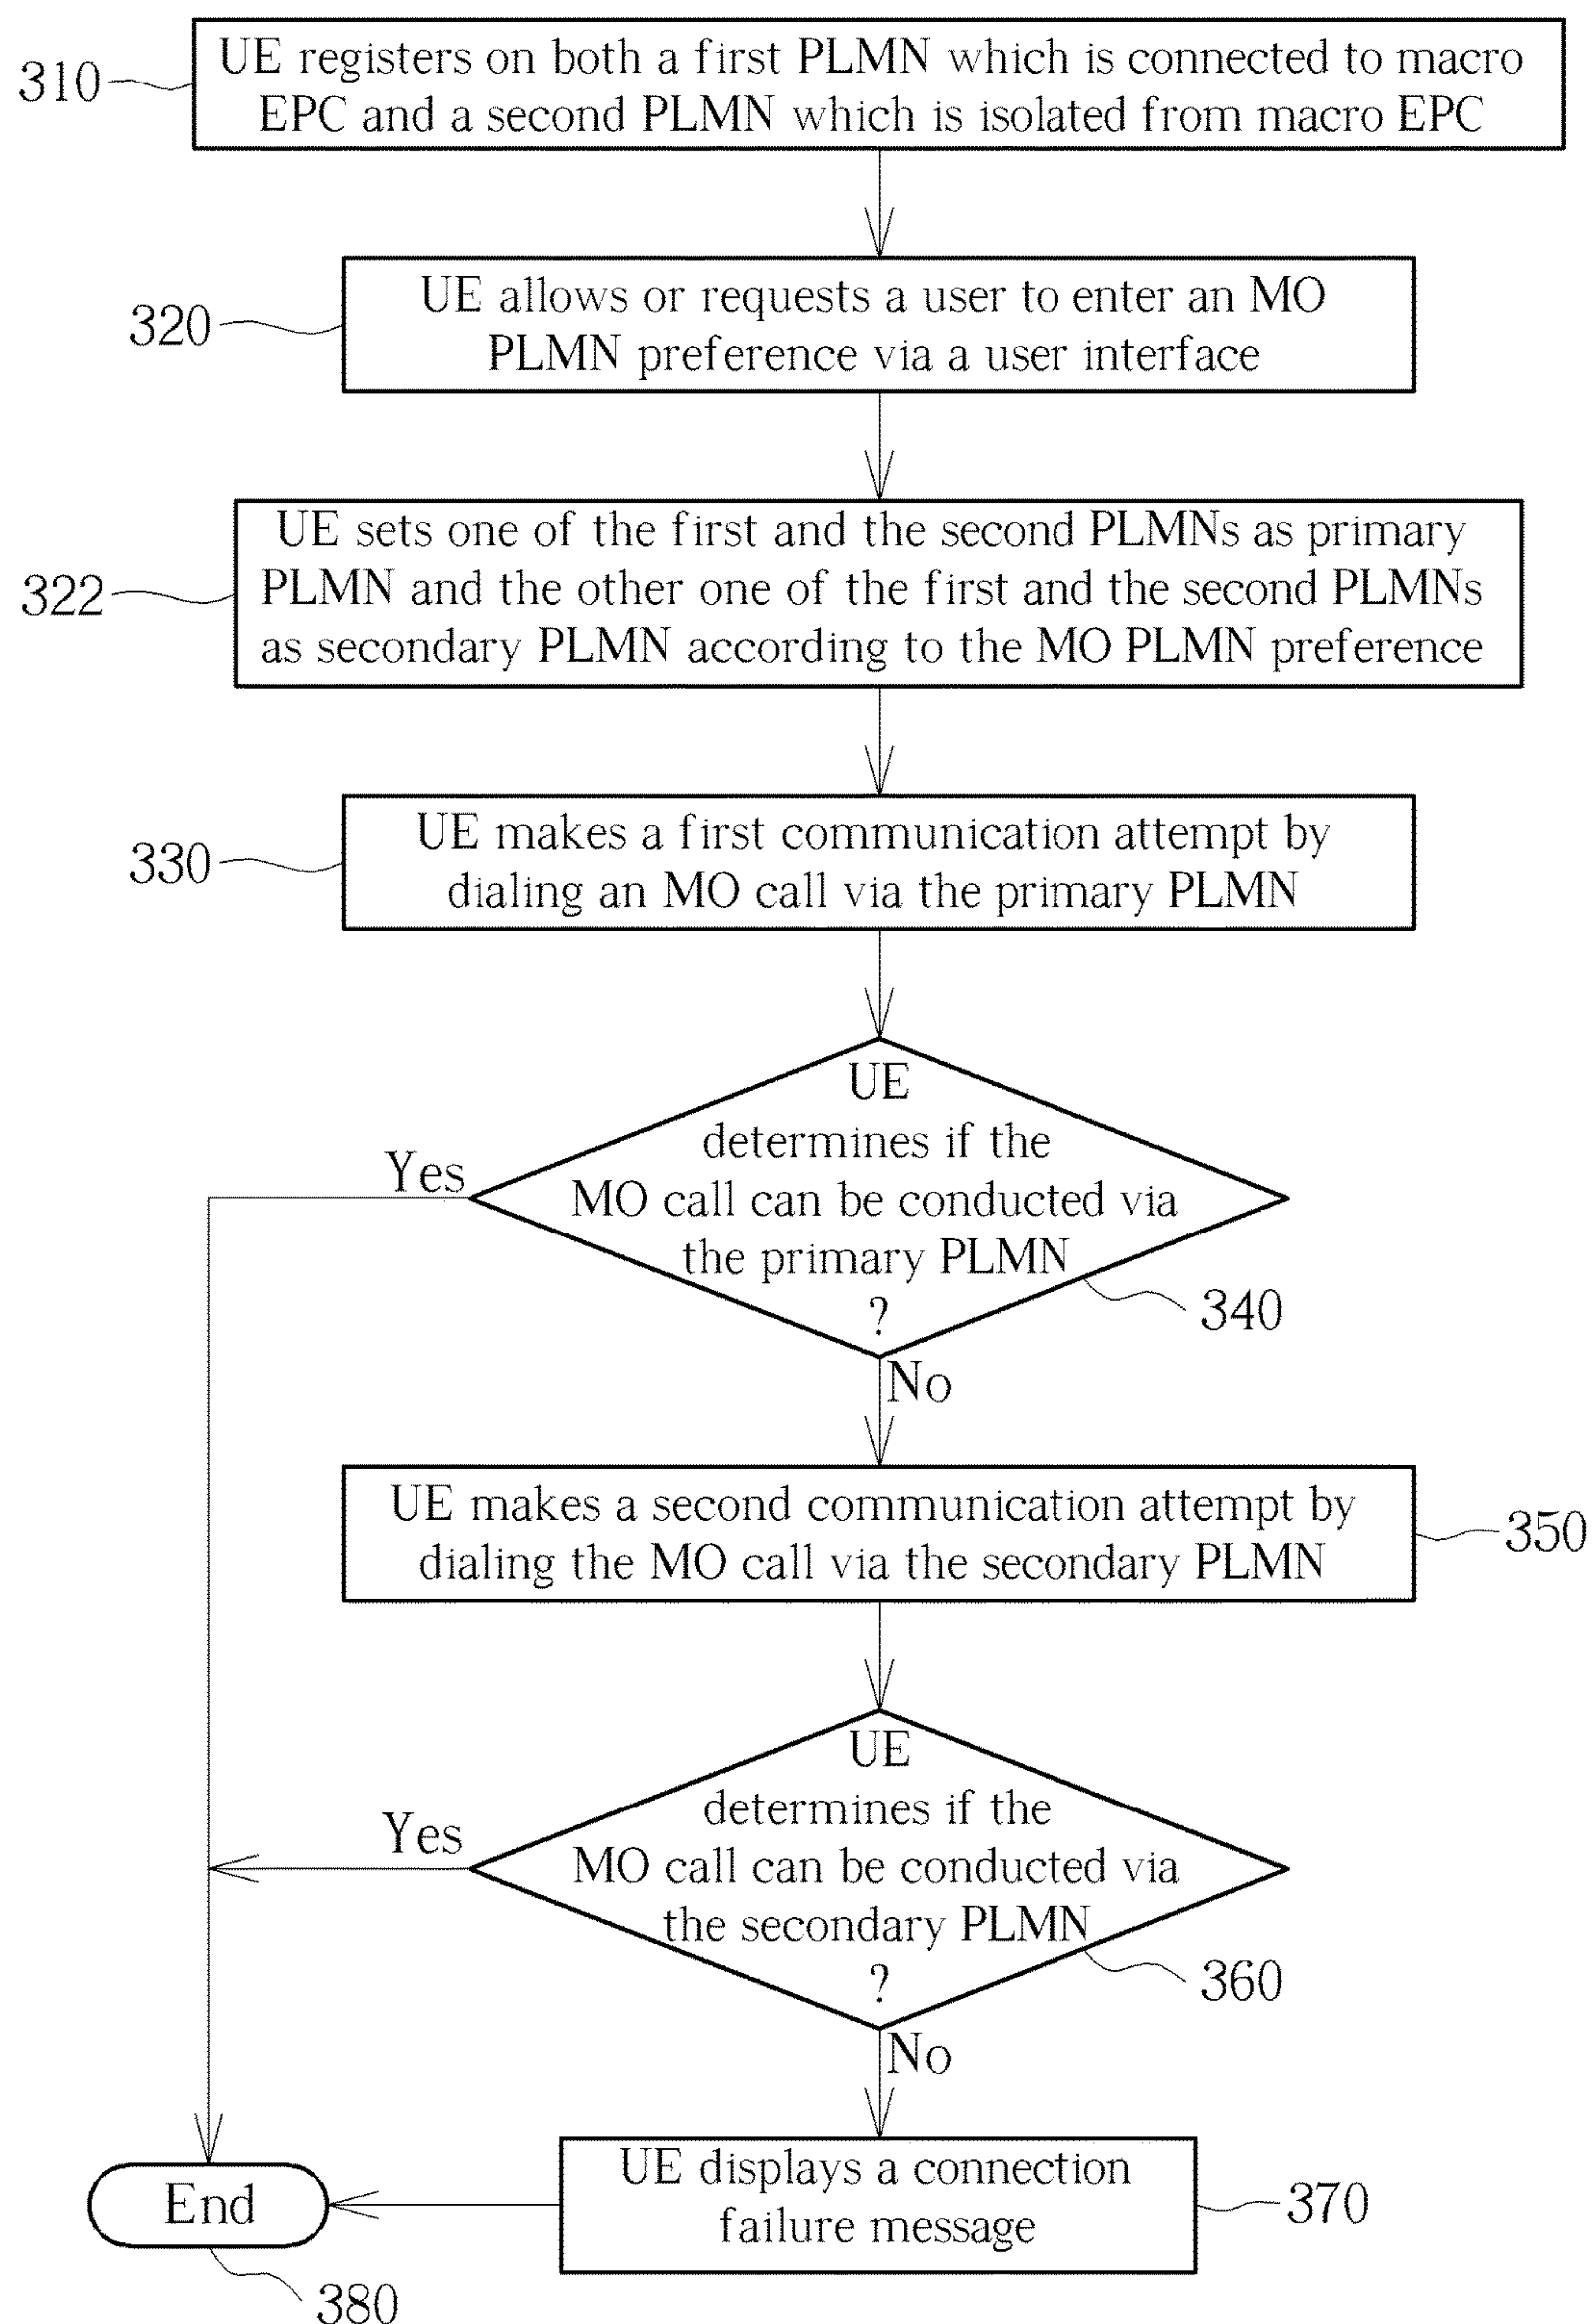 310
UE registers on both a first PLMN which is connected to macro
EPC and a second PLMN which is isolated from macro EPC
320
UE allows or requests a user to enter an MO
PLMN preference via a user interface
322
UE sets one of the first and the second PLMNs as primary
PLMN and the other one of the first and the second PLMNs
as secondary PLMN according to the MO PLMN preference
330
UE makes a first communication attempt by
dialing an MO call via the primary PLMN
UE
determines if the
MO call can be conducted via
the primary PLMN
?
Yes
340
No
UE makes a second communication attempt by
dialing the MO call via the secondary PLMN
350
UE
determines if the
MO call can be conducted via
the secondary PLMN
?
Yes
360
No
UE displays a connection
failure message
370
End
380